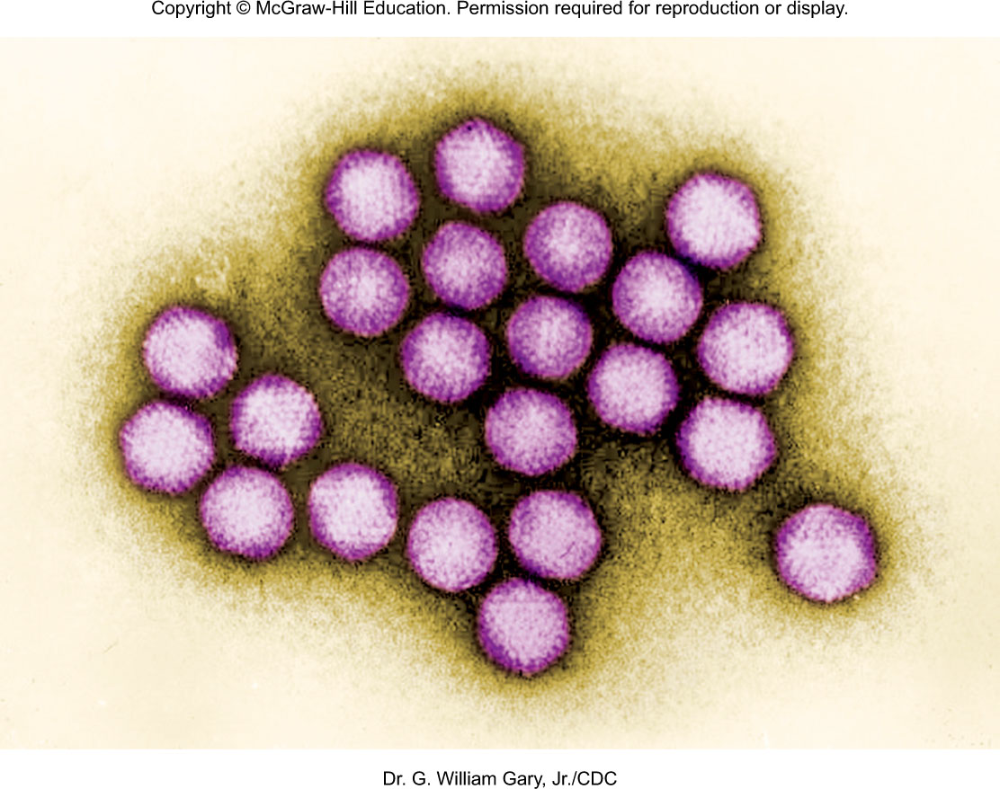 Copyright © McGraw-Hill Education. Permission required for reproduction or display.
Dr. G. William Gary, Jr./CDC